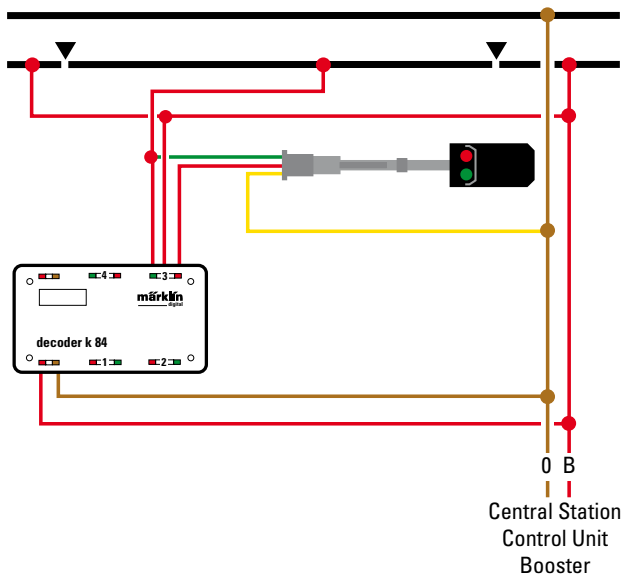 4
3
märklin
digital
decoder k 84
1
2
0 B
Central Station
Control Unit
Booster